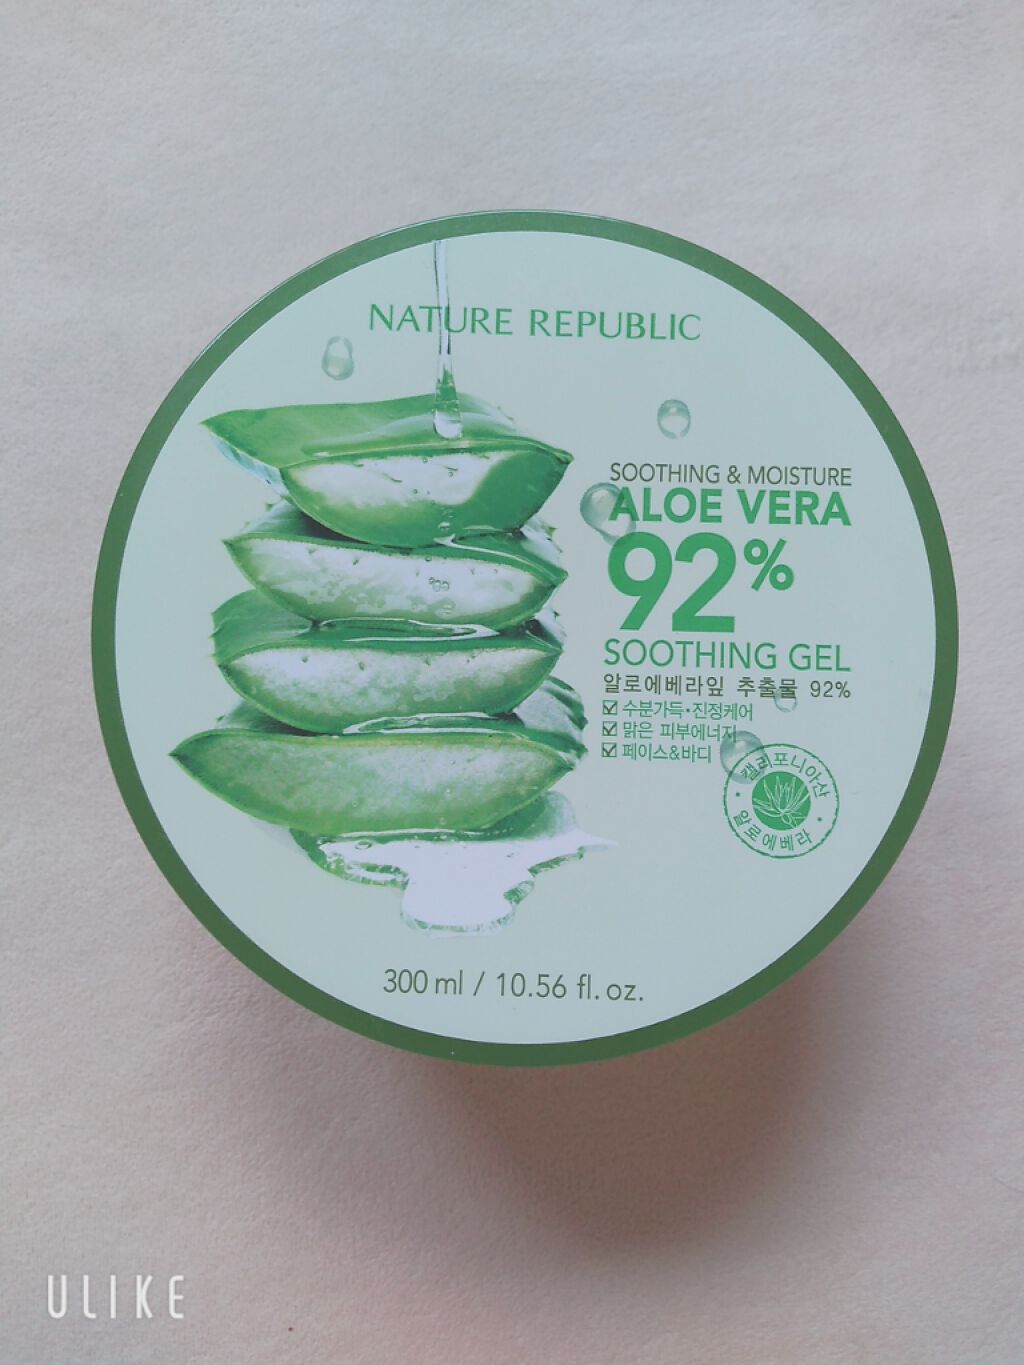 NATURE REPUBLIC
SOOTHING & MOISTURE
ALOE VERA
92%
SOOTHING GEL
알로에베라잎 추출물 92%
☑ 수분가득·진정케어
☑ 맑은 피부에너지
☑ 페이스&바디
캘리포니아산
알로에베라
300 ml / 10.56 fl. oz.
ULIKE